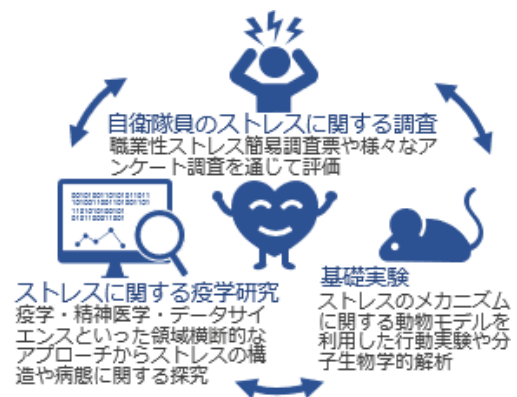 自衛隊員のストレスに関する調査
職業性ストレス簡易調査票や様々なア
ンケート調査を通じて評価
ストレスに関する疫学研究
疫学・精神医学・データサイ
エンスといった領域横断的な
アプローチからストレスの構
造や病態に関する探究
基礎実験
ストレスのメカニズム
に関する動物モデルを
利用した行動実験や分
子生物学的解析